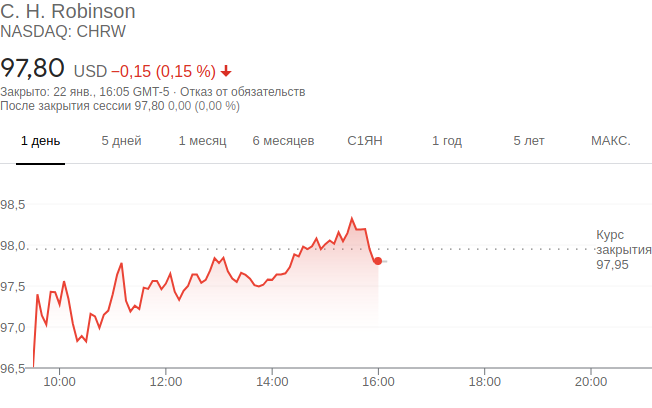 C. H. Robinson
NASDAQ: CHRW
97,80 USD −0,15 (0,15 %)
Закрыто: 22 янв., 16:05 GMT-5 · Отказ от обязательств
После закрытия сессии 97,80 0,00 (0,00 %)
1 день 5 дней 1 месяц 6 месяцев С1ЯН 1 год 5 лет МАКС.
98,5
98,0
97,5
97,0
96,5
Курс
закрытия
97,95
10:00 12:00 14:00 16:00 18:00 20:00